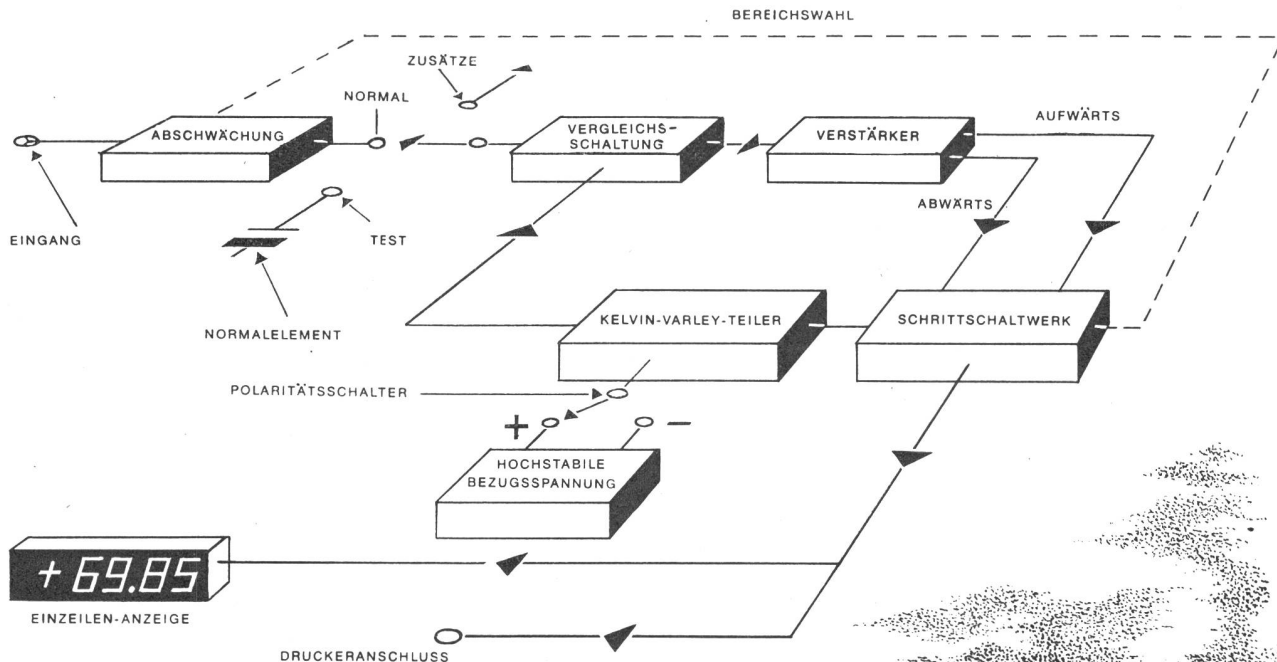 BEREICHSWAHL
ZUSÄTZE
NORMAL
ABSCHWÄCHUNG
VERGLEICHS-
SCHALTUNG
VERSTÄRKER
AUFWÄRTS
ABWÄRTS
EINGANG
TEST
NORMALELEMENT
KELVIN-VARLEY-TEILER
SCHRITTSCHALTWERK
POLARITÄTSSCHALTER
+
-
HOCHSTABILE
BEZUGSSPANNUNG
+69.85
EINZEILEN-ANZEIGE
DRUCKERANSCHLUSS